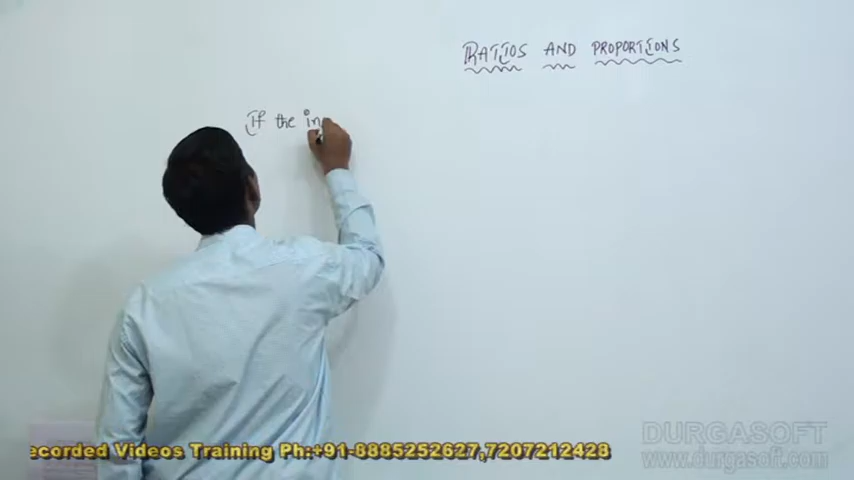 RATIOS AND PROPORTIONS
If the in
ecorded Videos Training Ph:+91-8885252627,7207212428
DURGASOFT
www.durgasoft.com